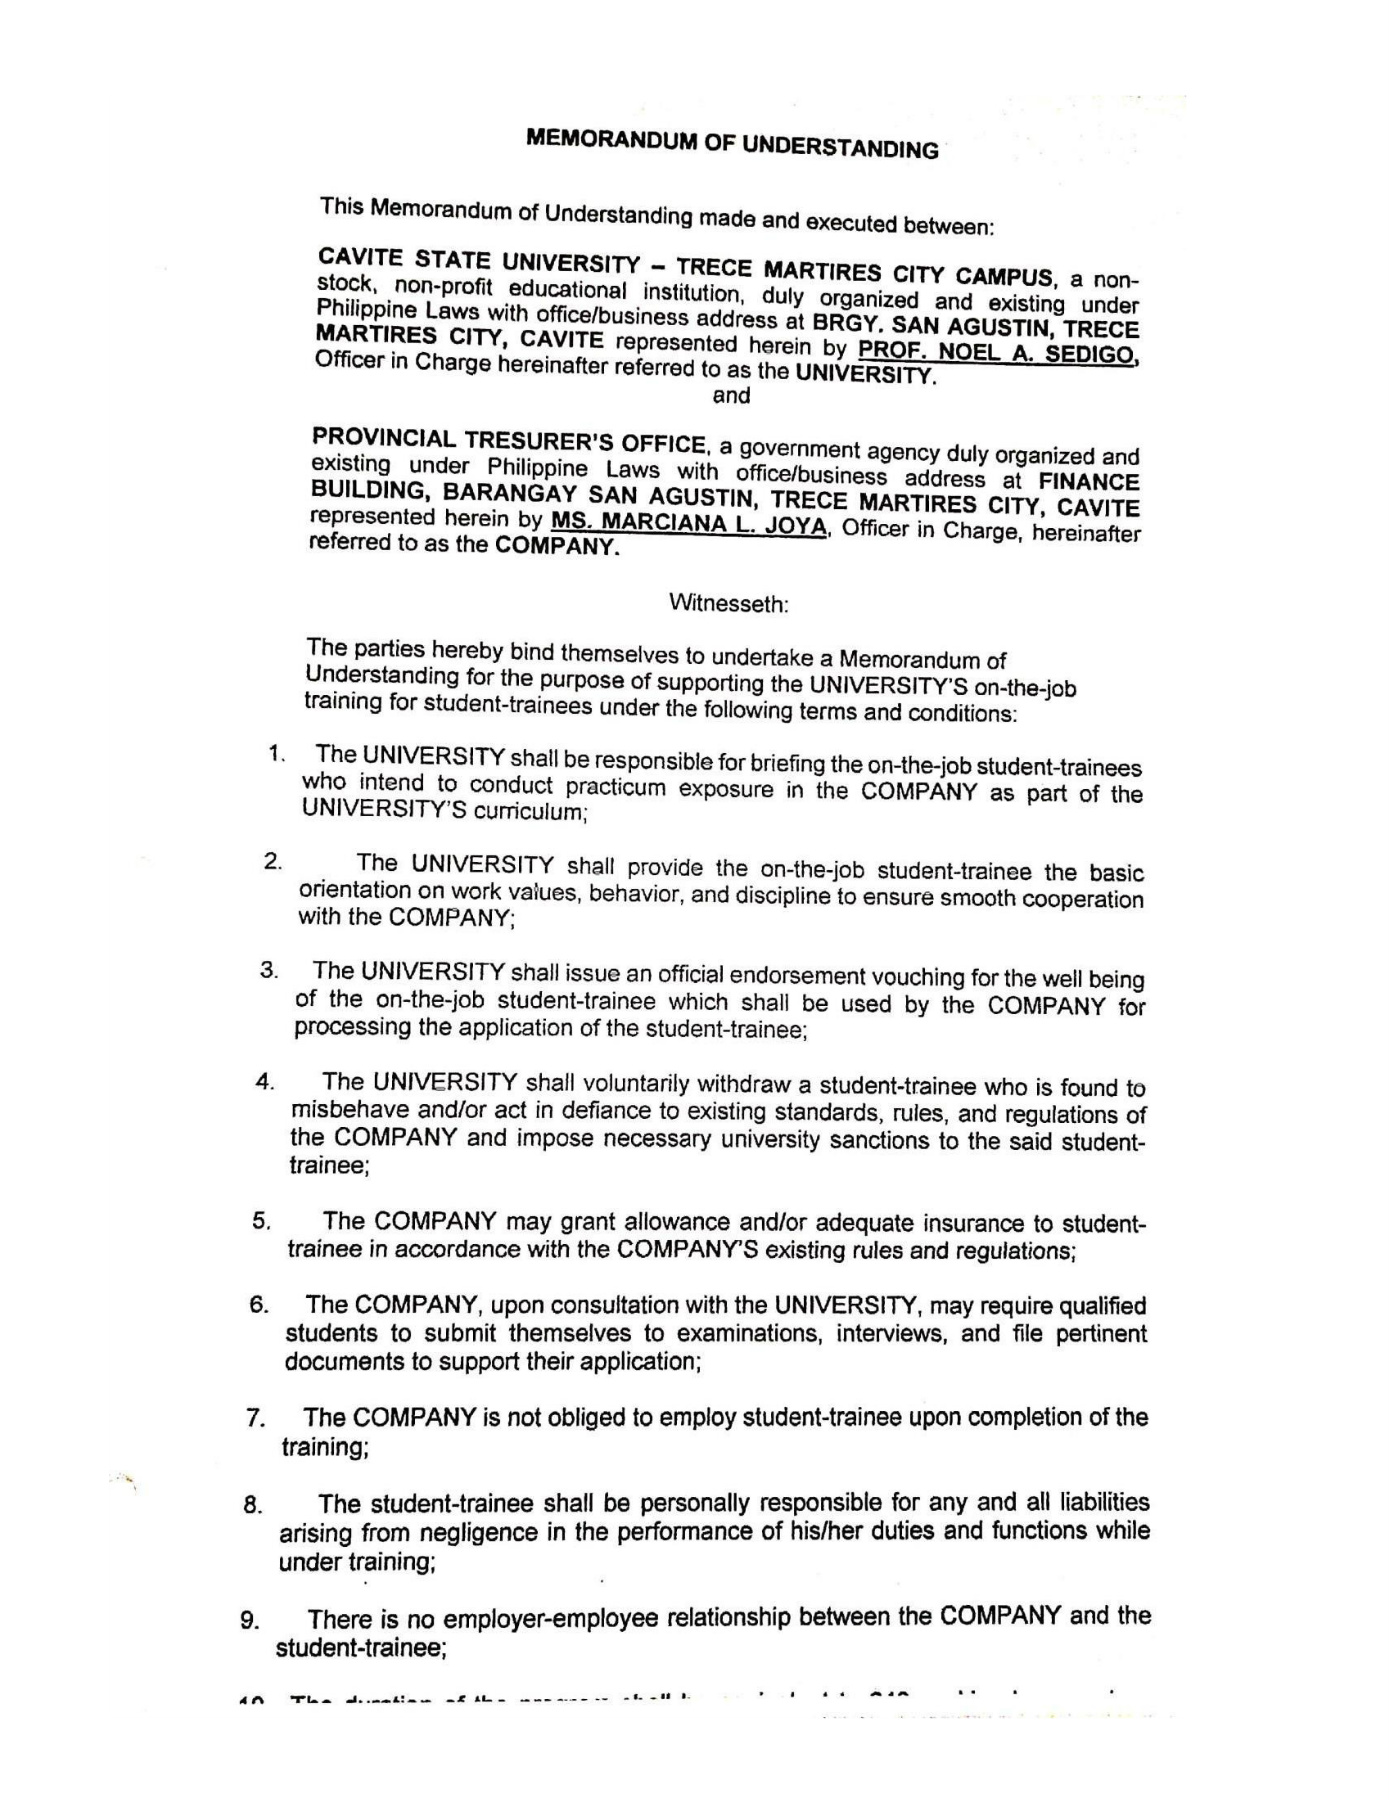 MEMORANDUM OF UNDERSTANDING
This Memorandum of Understanding made and executed between:
CAVITE STATE UNIVERSITY – TRECE MARTIRES CITY CAMPUS, a non-
stock, non-profit educational institution, duly organized and existing under
Philippine Laws with office/business address at BRGY. SAN AGUSTIN, TRECE
MARTIRES CITY, CAVITE represented herein by PROF. NOEL A. SEDIGO,
Officer in Charge hereinafter referred to as the UNIVERSITY.
and
PROVINCIAL TRESURER'S OFFICE, a government agency duly organized and
existing under Philippine Laws with office/business address at FINANCE
BUILDING, BARANGAY SAN AGUSTIN, TRECE MARTIRES CITY, CAVITE
represented herein by MS. MARCIANA L. JOYA, Officer in Charge, hereinafter
referred to as the COMPANY.
Witnesseth:
The parties hereby bind themselves to undertake a Memorandum of
Understanding for the purpose of supporting the UNIVERSITY'S on-the-job
training for student-trainees under the following terms and conditions:
1. The UNIVERSITY shall be responsible for briefing the on-the-job student-trainees
who intend to conduct practicum exposure in the COMPANY as part of the
UNIVERSITY'S curriculum;
2. The UNIVERSITY shall provide the on-the-job student-trainee the basic
orientation on work values, behavior, and discipline to ensure smooth cooperation
with the COMPANY;
3. The UNIVERSITY shall issue an official endorsement vouching for the well being
of the on-the-job student-trainee which shall be used by the COMPANY for
processing the application of the student-trainee;
4. The UNIVERSITY shall voluntarily withdraw a student-trainee who is found to
misbehave and/or act in defiance to existing standards, rules, and regulations of
the COMPANY and impose necessary university sanctions to the said student-
trainee;
5. The COMPANY may grant allowance and/or adequate insurance to student-
trainee in accordance with the COMPANY'S existing rules and regulations;
6. The COMPANY, upon consultation with the UNIVERSITY, may require qualified
students to submit themselves to examinations, interviews, and file pertinent
documents to support their application;
7. The COMPANY is not obliged to employ student-trainee upon completion of the
training;
8. The student-trainee shall be personally responsible for any and all liabilities
arising from negligence in the performance of his/her duties and functions while
under training;
9. There is no employer-employee relationship between the COMPANY and the
student-trainee;
10 The duration of the